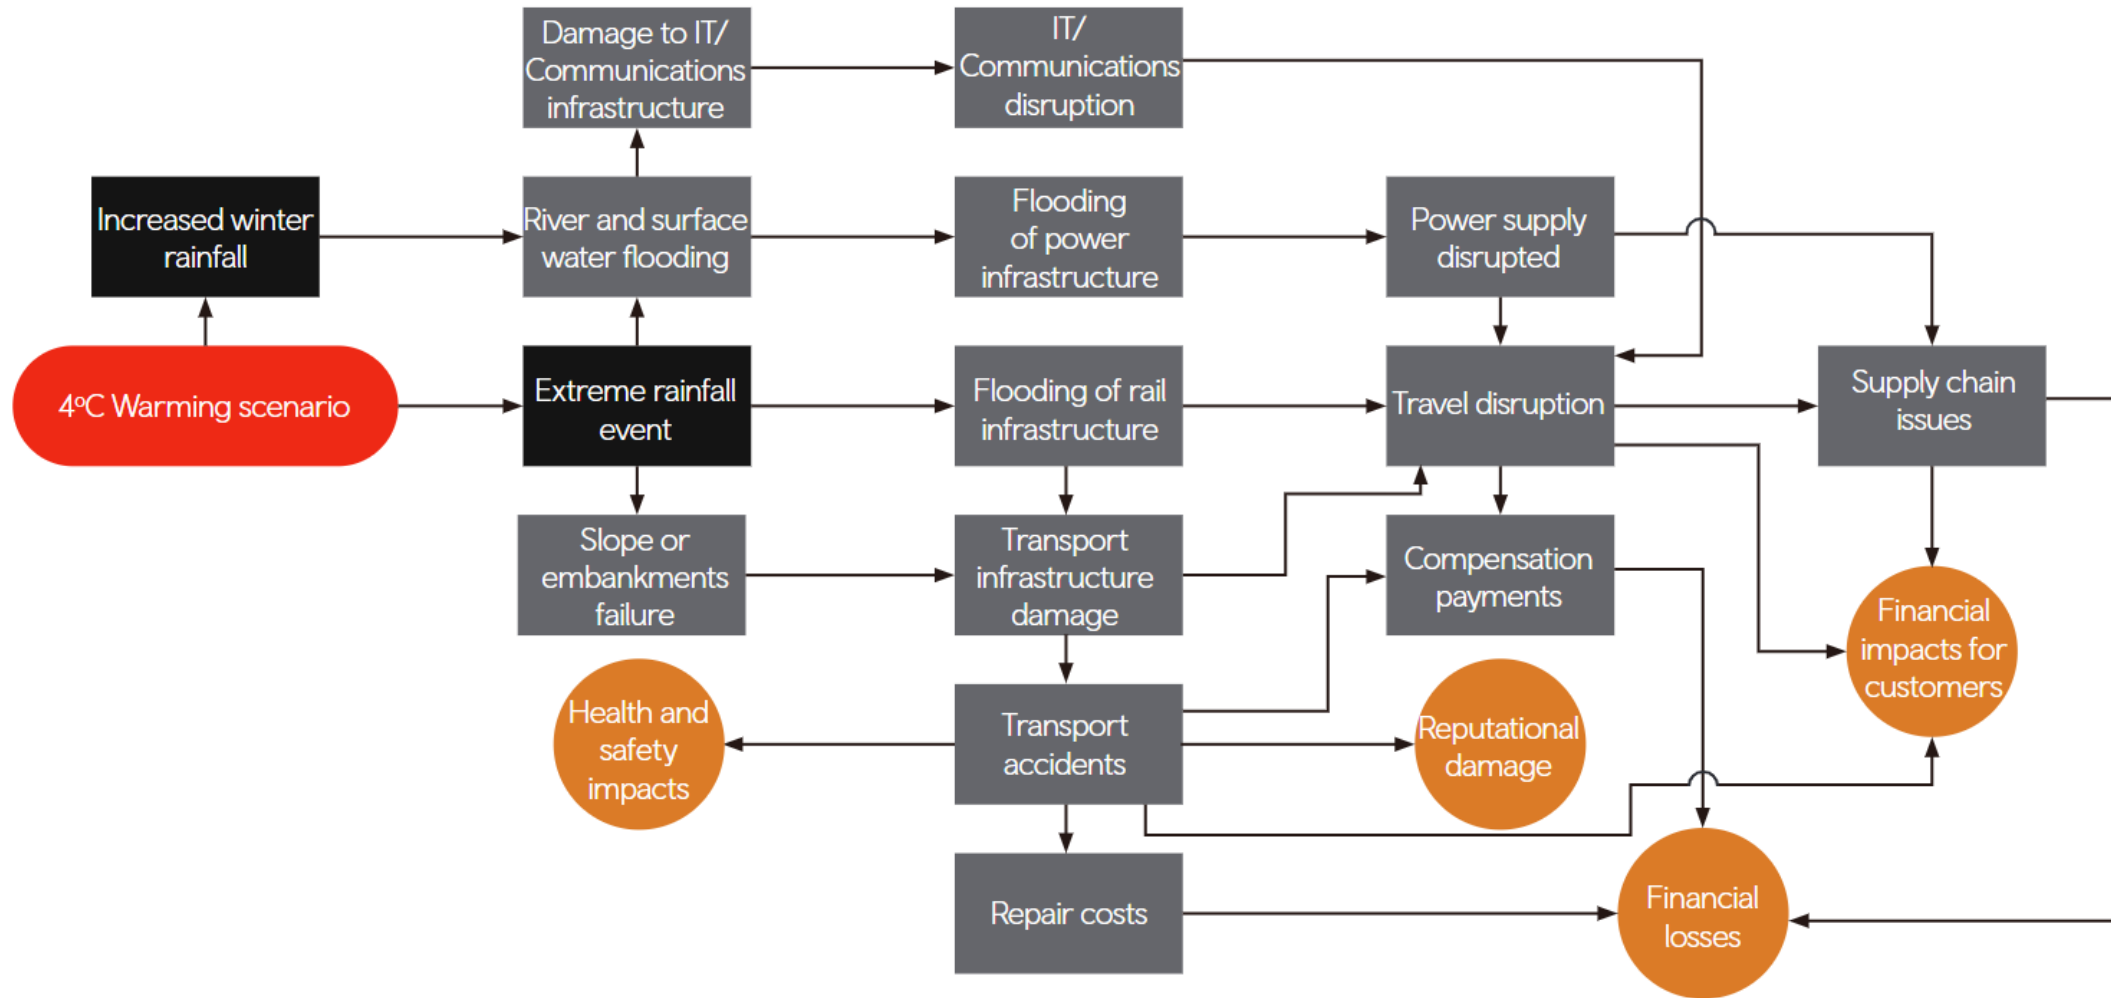 Damage to IT/
Communications
infrastructure
IT/
Communications
disruption
Increased winter
rainfall
River and surface
water flooding
Flooding
of power
infrastructure
Power supply
disrupted
4°C Warming scenario
Extreme rainfall
event
Flooding of rail
infrastructure
Travel disruption
Supply chain
issues
Slope or
embankments
failure
Transport
infrastructure
damage
Compensation
payments
Financial
impacts for
customers
Health and
safety
impacts
Transport
accidents
Reputational
damage
Repair costs
Financial
losses